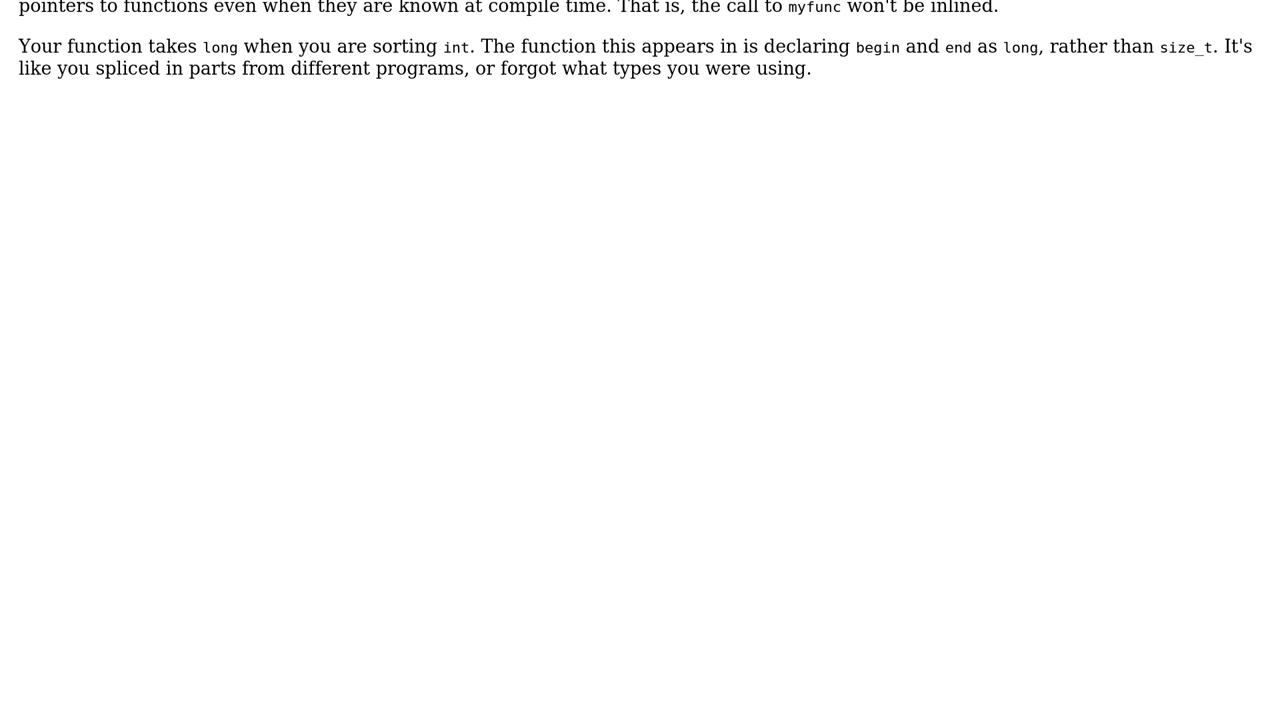 pointers to functions even when they are known at compile time. That is, the call to myfunc won't be inlined.
Your function takes long when you are sorting int. The function this appears in is declaring begin and end as long, rather than size_t. It's
like you spliced in parts from different programs, or forgot what types you were using.